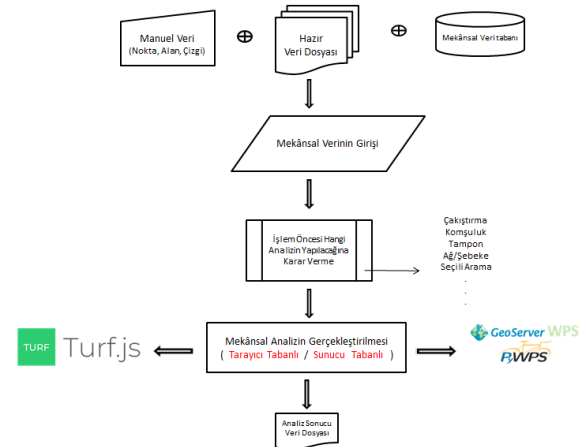 Manuel Veri
(Nokta, Alan, Çizgi)
Hazır
Veri Dosyası
Mekânsal Veritabanı
Mekânsal Verinin Girişi
İşlem Öncesi Hangi
Analizin Yapılacağına
Karar Verme
Çakıştırma
Komşuluk
Tampon
Ağ/Şebeke
Seçili Arama
.
.
.
TURF
Turf.js
Mekânsal Analizin Gerçekleştirilmesi
( Tarayıcı Tabanlı / Sunucu Tabanlı )
GeoServer WPS
PyWPS
Analiz Sonucu
Veri Dosyası